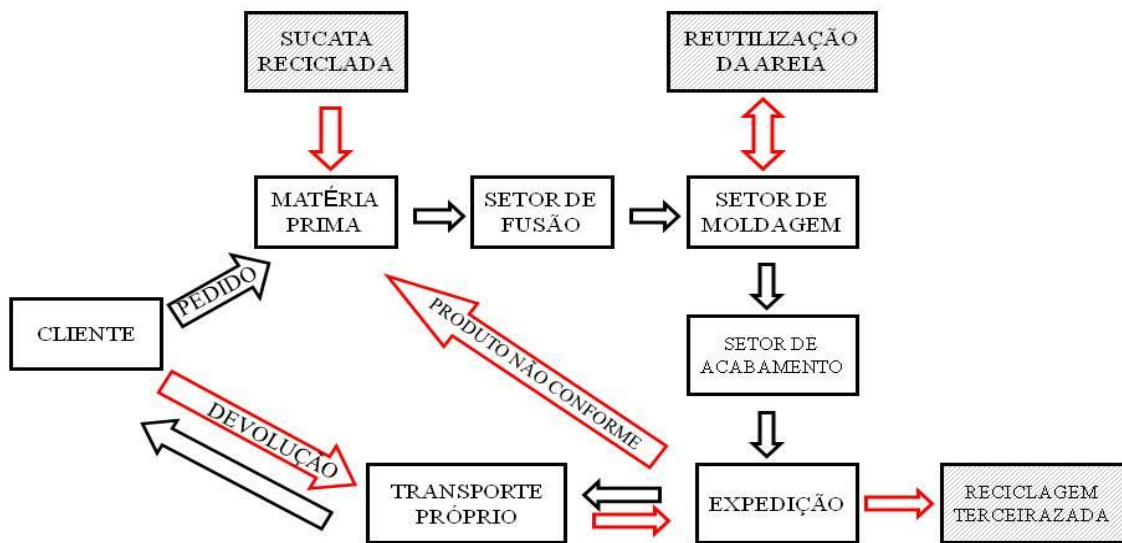 SUCATA
RECICLADA
REUTILIZAÇÃO
DA AREIA
MATÉRIA
PRIMA
SETOR DE
FUSÃO
SETOR DE
MOLDAGEM
PEDIDO
CLIENTE
PRODUTO NÃO CONFORME
SETOR DE
ACABAMENTO
DEVOLUÇÃO
TRANSPORTE
PRÓPRIO
EXPEDIÇÃO
RECICLAGEM
TERCEIRAZADA